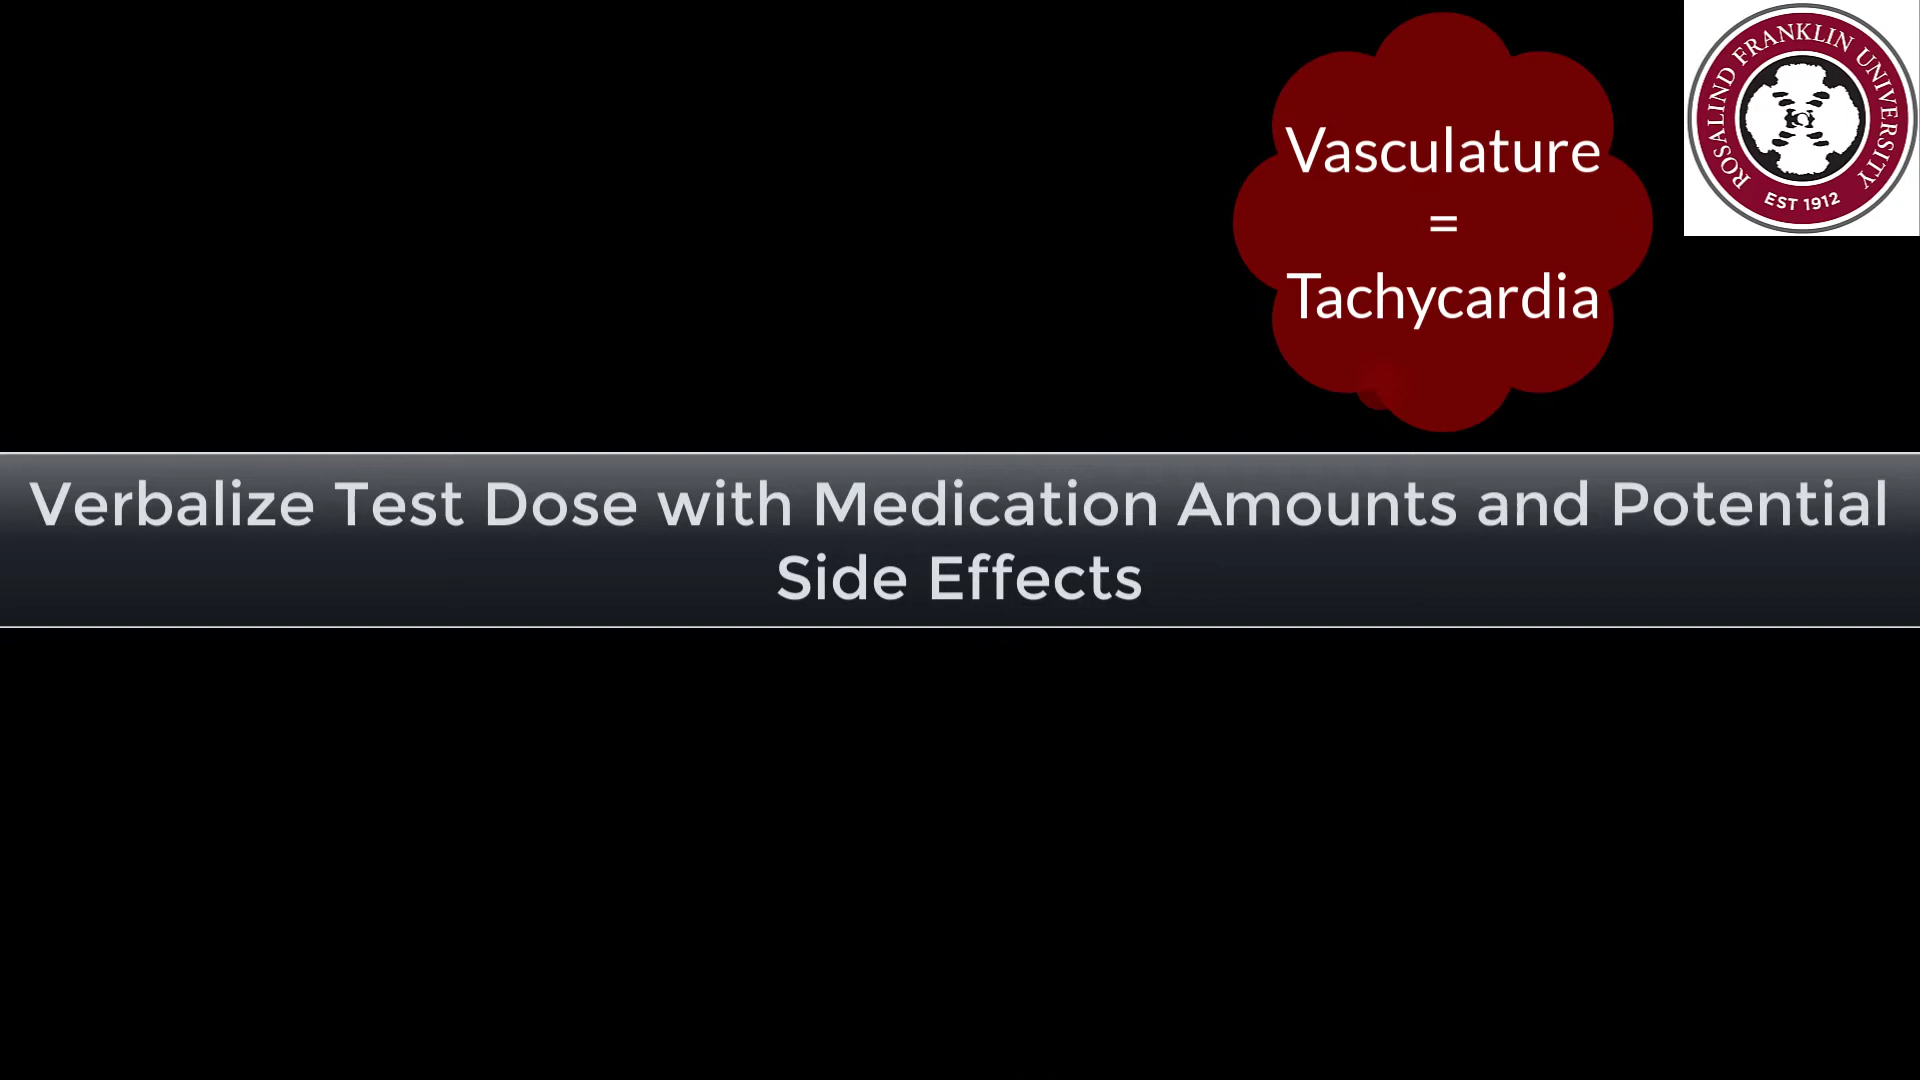 Vasculature
=
Tachycardia
ROSALIND FRANKLIN UNIVERSITY
EST 1912
Verbalize Test Dose with Medication Amounts and Potential
Side Effects